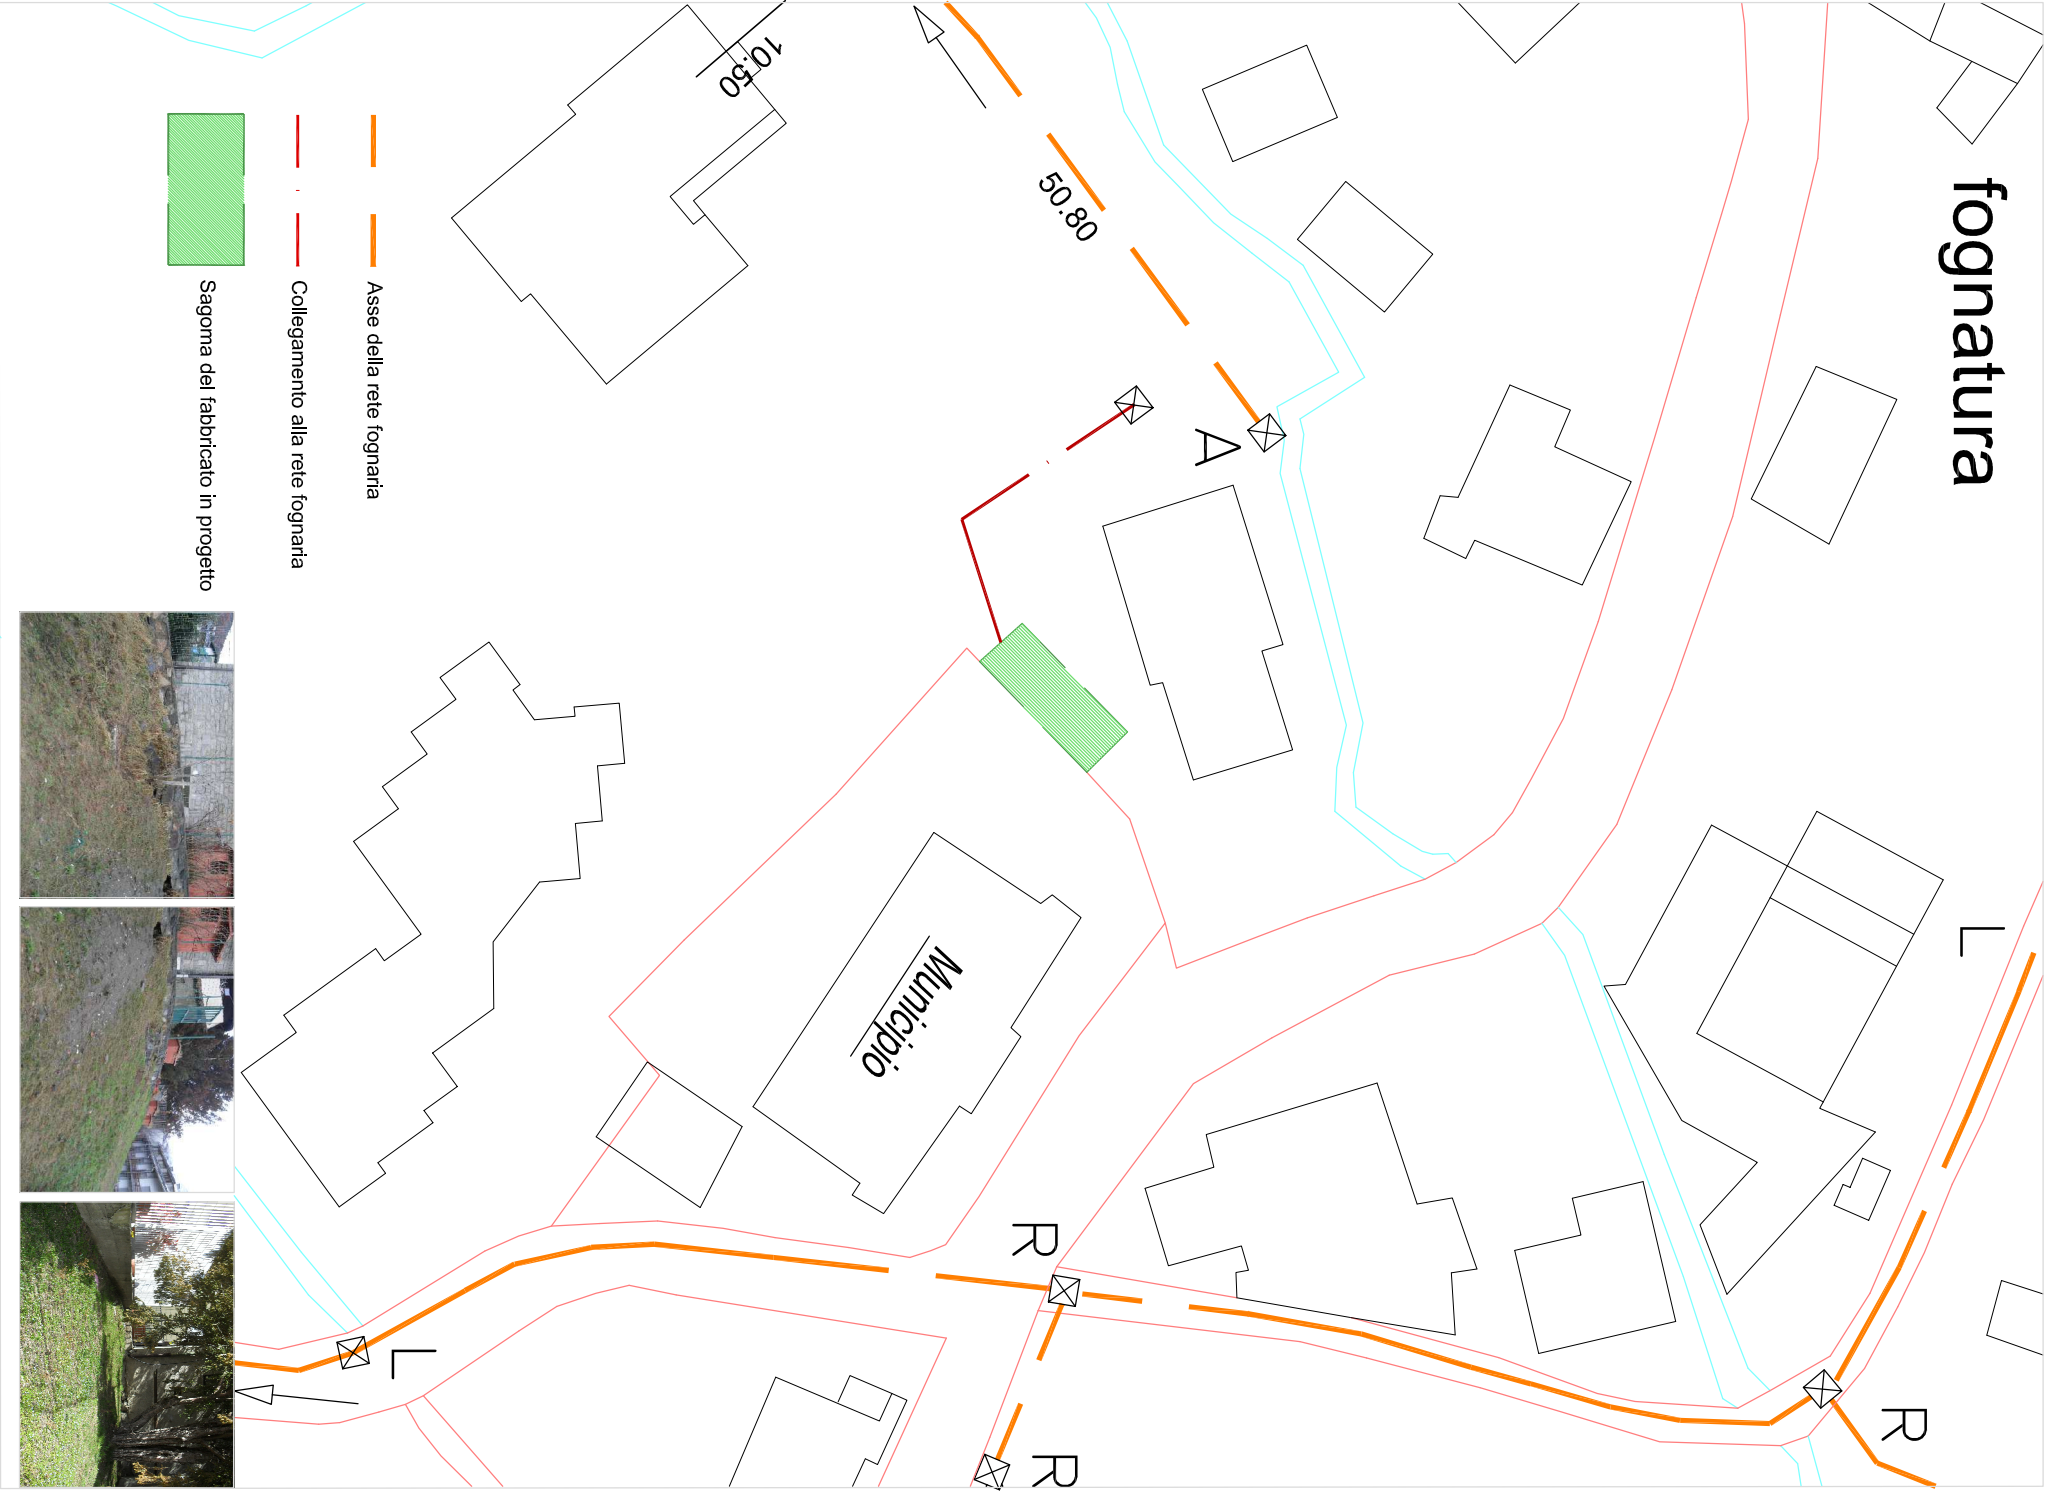 fognatura
L
R
50.80
A
10.50
Municipio
R
R
L
Asse della rete fognaria
Collegamento alla rete fognaria
Sagoma del fabbricato in progetto